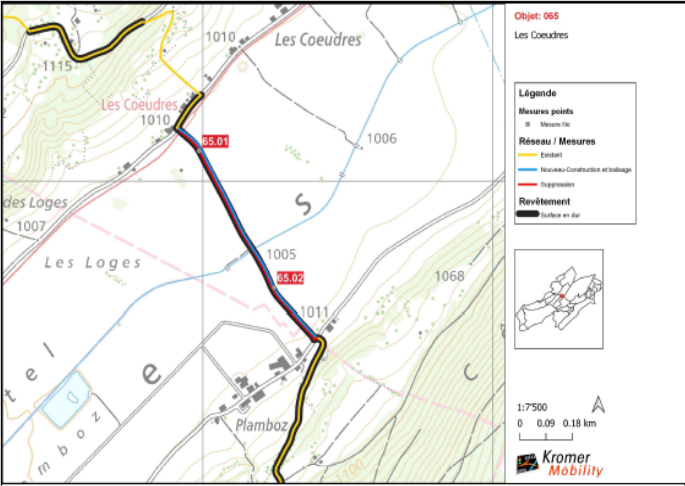 Objet: 065
Les Coeudres
Légende
Mesures points
Mesure No
Réseau / Mesures
Existant
Nouveau-Construction et balisage
Suppression
Revêtement
Surface en dur
1:7'500
0 0.09 0.18 km
Kromer
Mobility
1010
Les Coeudres
1115
Les Coeudres
1010
65.01
1006
des Loges
1007
S
Les Loges
1005
65.02
1068
1011
t e l
e
C
Plamboz
m b o z
1100